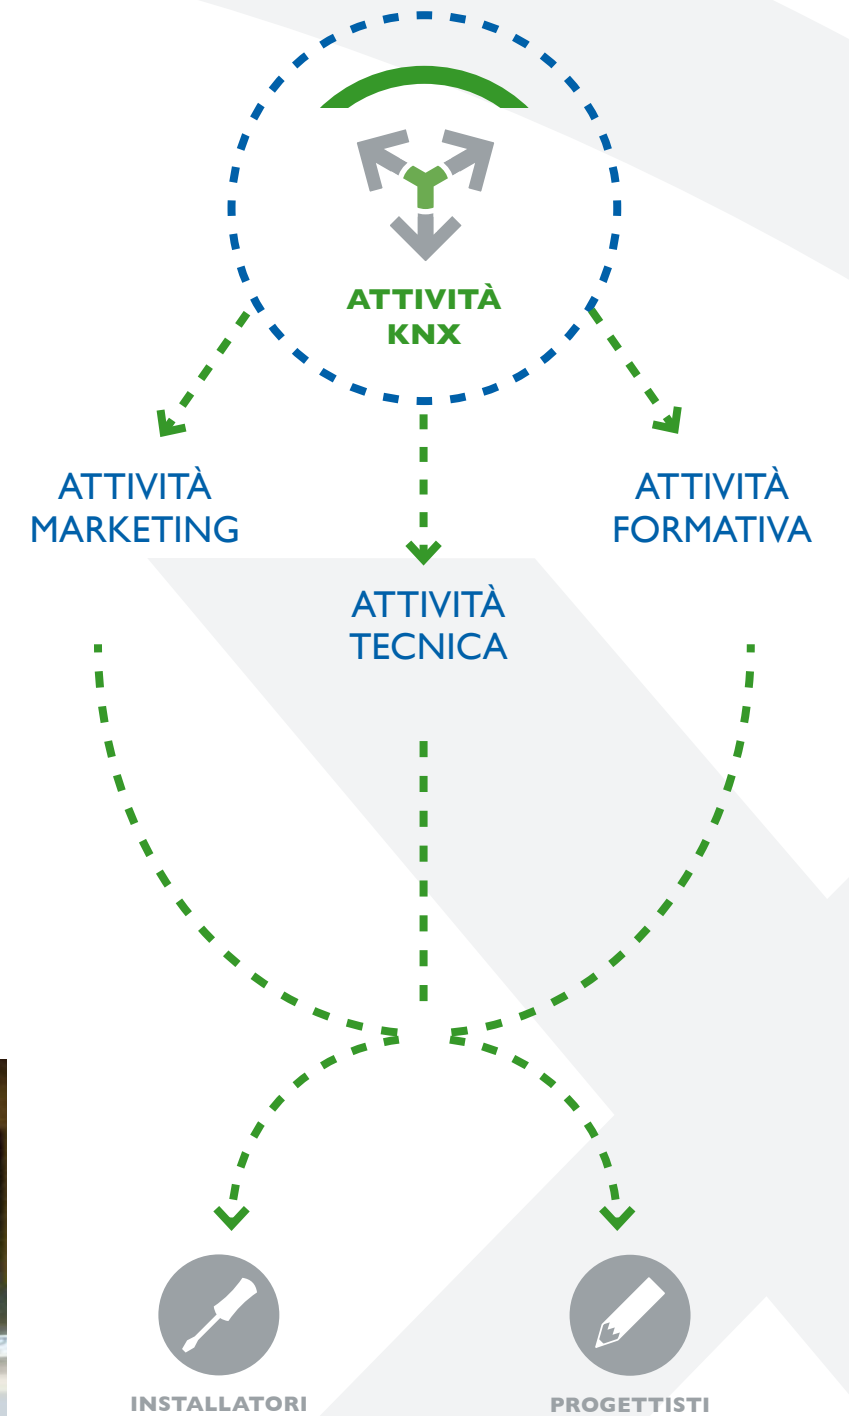 ATTIVITÀ
KNX
ATTIVITÀ
MARKETING
ATTIVITÀ
FORMATIVA
ATTIVITÀ
TECNICA
INSTALLATORI
PROGETTISTI